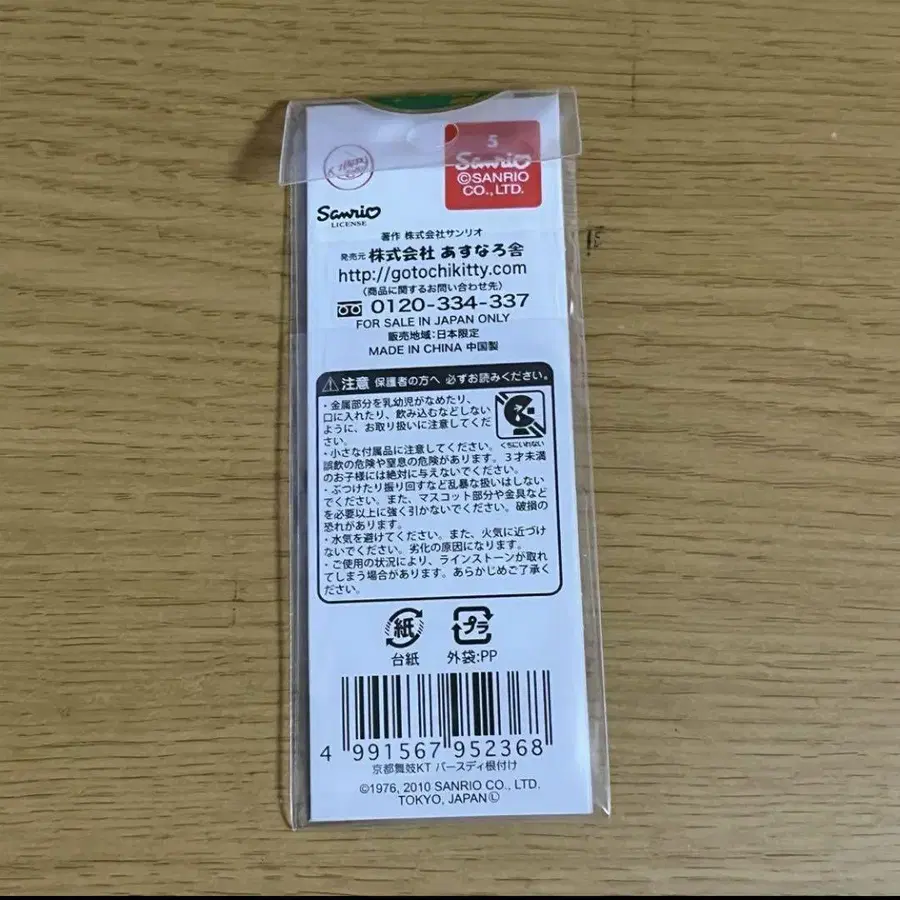 5
Sanrio
©SANRIO
CO.,LTD.
Sanrio
LICENSE
著作 株式会社サンリオ
発売元 株式会社 あすなろ舎
http://gotochikitty.com
〈商品に関するお問い合わせ先〉
0120-334-337
FOR SALE IN JAPAN ONLY
販売地域:日本限定
MADE IN CHINA 中国製
注意 保護者の方へ 必ずお読みください。
・金属部分を乳幼児がなめたり、
口に入れたり、飲み込むなどしない
ように、お取り扱いに注意してくだ
さい。
くちにいれない
・小さな付属品に注意してください。
誤飲の危険や窒息の危険があります。3才未満
のお子様には絶対に与えないでください。
・ぶつけたり振り回すなど乱暴な扱いはしない
でください。また、マスコット部分や金具など
を必要以上に強く引かないでください。破損の
恐れがあります。
・水気を避けてください。また、火気に近づけ
ないでください。劣化の原因になります。
・ご使用の状況により、ラインストーンが取れ
てしまう場合があります。あらかじめご了承く
ださい。
紙 プラ
台紙 外袋:PP
4 991567 952368
京都舞妓KT バースディ根付け
©1976, 2010 SANRIO CO., LTD.
TOKYO, JAPAN Ⓛ